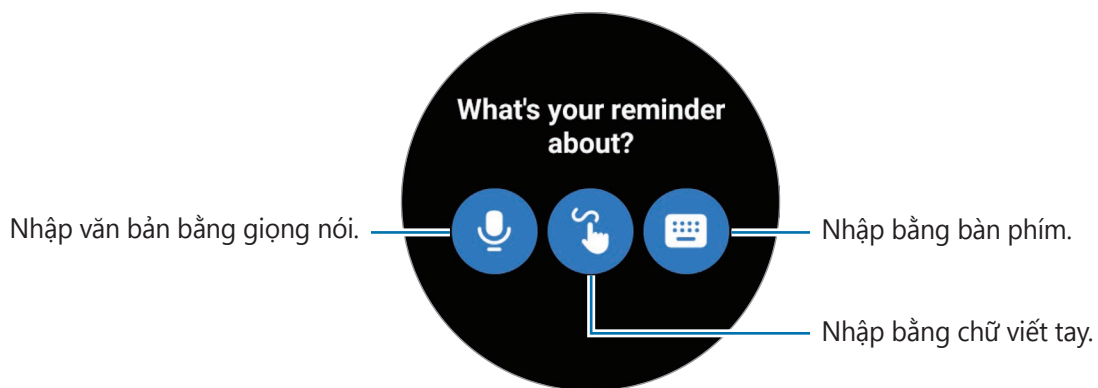 What's your reminder
about?
Nhập văn bản bằng giọng nói.
Nhập bằng bàn phím.
Nhập bằng chữ viết tay.